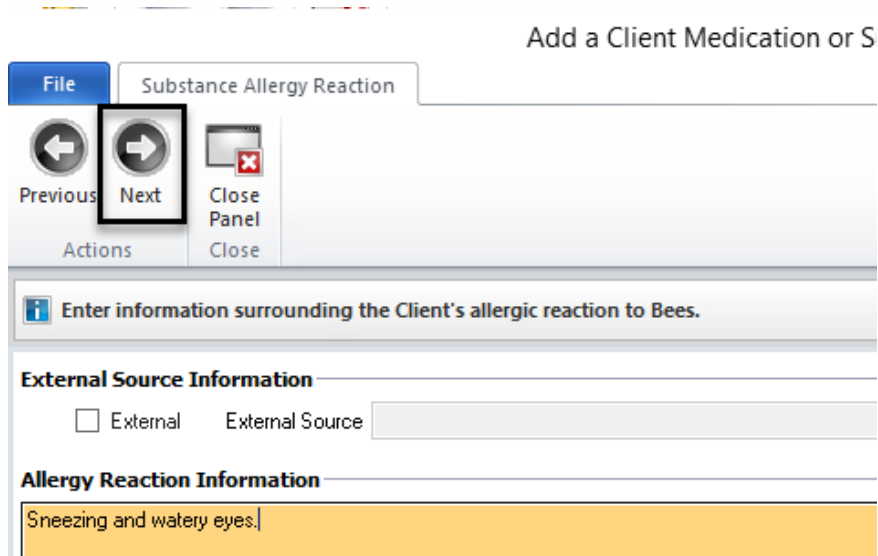 Add a Client Medication or S
File
Substance Allergy Reaction
Previous
Next
Close
Panel
Actions
Close
Enter information surrounding the Client's allergic reaction to Bees.
External Source Information
External
External Source
Allergy Reaction Information
Sneezing and watery eyes.